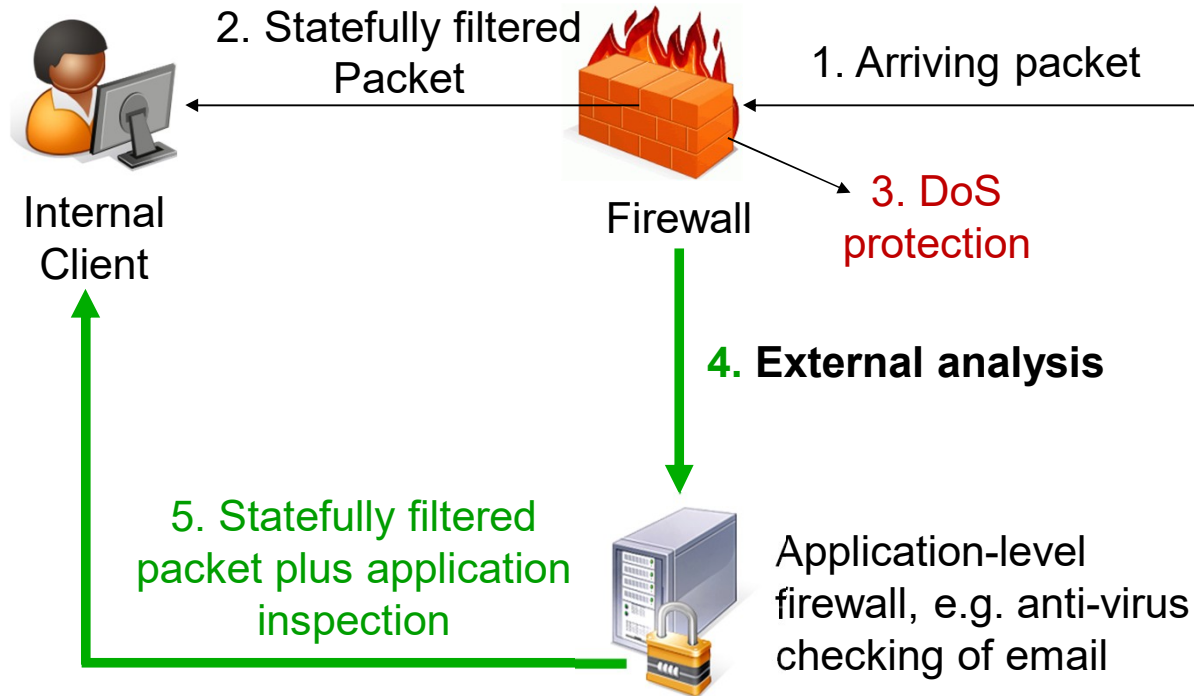 2. Statefully filtered
Packet
1. Arriving packet
Internal
Client
Firewall
3. DoS
protection
4. External analysis
5. Statefully filtered
packet plus application
inspection
Application-level
firewall, e.g. anti-virus
checking of email